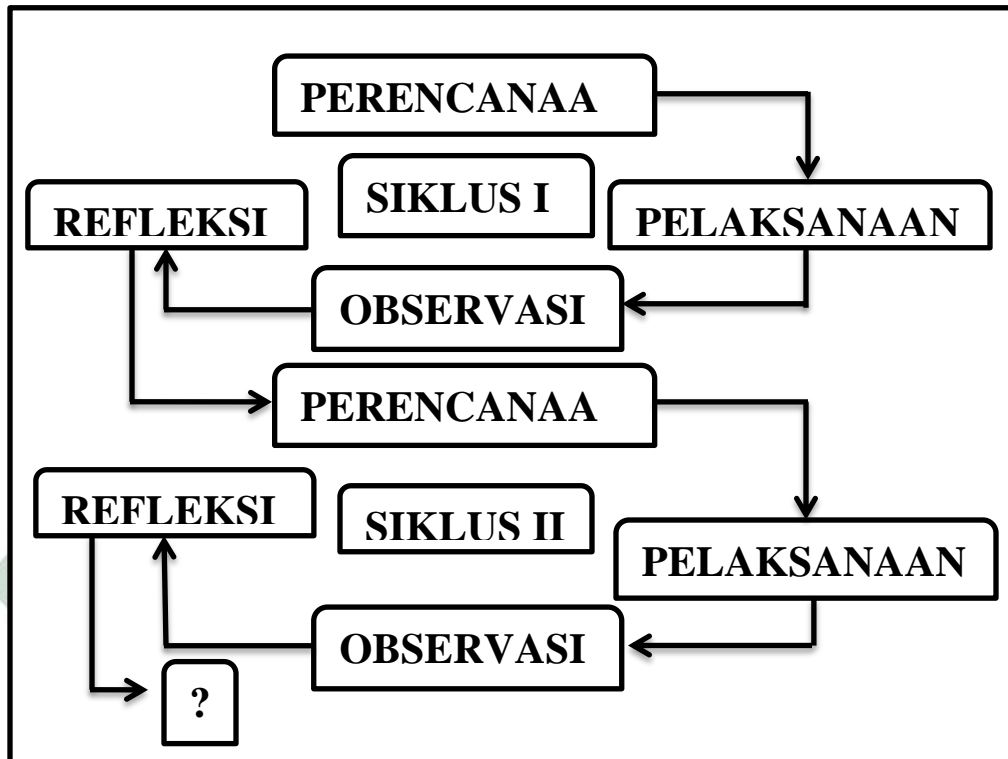 PERENCANAA
SIKLUS I
REFLEKSI
PELAKSANAAN
OBSERVASI
PERENCANAA
REFLEKSI
SIKLUS II
PELAKSANAAN
OBSERVASI
?